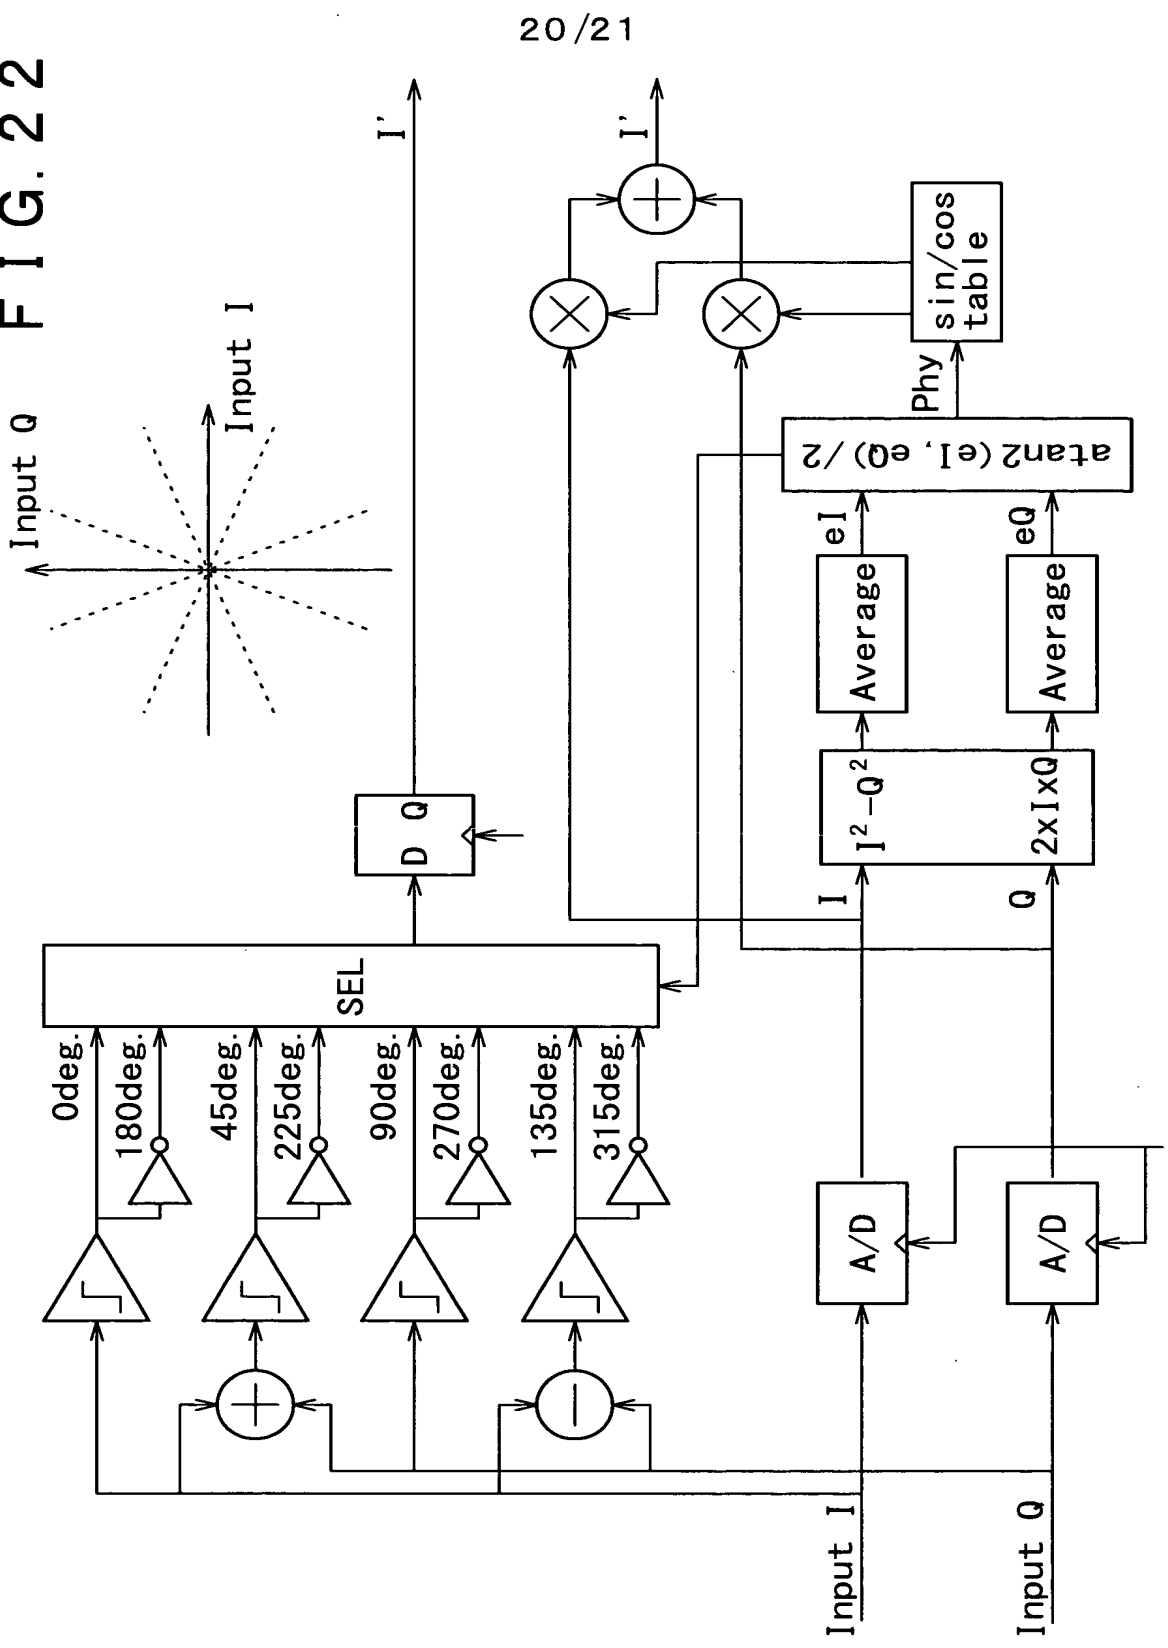 20/21
FIG. 22
Input Q
Input I
0deg.
180deg.
45deg.
225deg.
90deg.
270deg.
135deg.
315deg.
SEL
D Q
I'
I'
Input I
Input Q
A/D
A/D
I
Q
I²-Q²
2xIxQ
Average
Average
eI
eQ
atan2(eI, eQ)/2
Phy
sin/cos
table